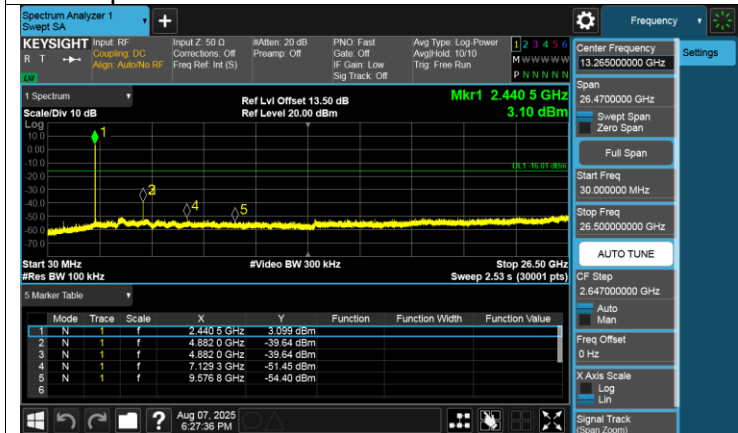 Spectrum Analyzer 1
Swept SA
+
Frequency
KEYSIGHT
R T
LXI
Input: RF
Coupling: DC
Align: Auto/No RF
Input Z: 50 Ω
Corrections: Off
Freq Ref: Int (S)
#Atten: 20 dB
Preamp: Off
PNO: Fast
Gate: Off
IF Gain: Low
Sig Track: Off
Avg Type: Log-Power
Avg|Hold: 10/10
Trig: Free Run
1 2 3 4 5 6
M W W W W W
P N N N N N
Center Frequency
13.265000000 GHz
Settings
1 Spectrum
Scale/Div 10 dB
Ref Lvl Offset 13.50 dB
Ref Level 20.00 dBm
Mkr1 2.440 5 GHz
3.10 dBm
Log
10.0
0.00
-10.0
-20.0
-30.0
-40.0
-50.0
-60.0
-70.0
1
3
4
5
DL1 -16.01 dBm
Start 30 MHz
#Res BW 100 kHz
#Video BW 300 kHz
Stop 26.50 GHz
Sweep 2.53 s (30001 pts)
Span
26.4700000 GHz
Swept Span
Zero Span
Full Span
Start Freq
30.000000 MHz
Stop Freq
26.500000000 GHz
AUTO TUNE
CF Step
2.647000000 GHz
Auto
Man
Freq Offset
0 Hz
X Axis Scale
Log
Lin
Signal Track
(Span Zoom)
5 Marker Table
Mode Trace Scale X Y Function Function Width Function Value
1 N 1 f 2.440 5 GHz 3.099 dBm
2 N 1 f 4.882 0 GHz -39.64 dBm
3 N 1 f 4.882 0 GHz -39.64 dBm
4 N 1 f 7.129 3 GHz -51.45 dBm
5 N 1 f 9.576 8 GHz -54.40 dBm
6
?
Aug 07, 2025
6:27:36 PM